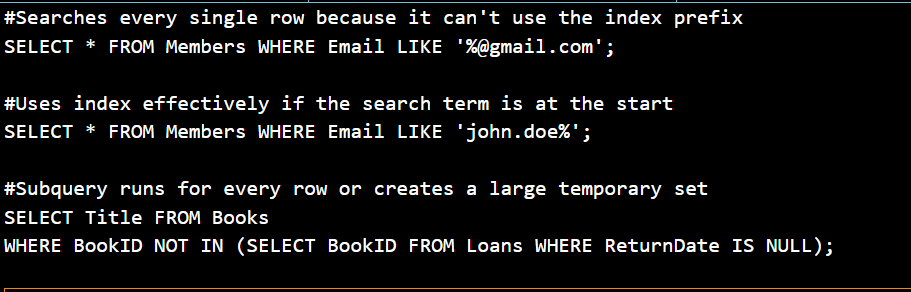 #Searches every single row because it can't use the index prefix
SELECT * FROM Members WHERE Email LIKE '%@gmail.com';
#Uses index effectively if the search term is at the start
SELECT * FROM Members WHERE Email LIKE 'john.doe%';
#Subquery runs for every row or creates a large temporary set
SELECT Title FROM Books
WHERE BookID NOT IN (SELECT BookID FROM Loans WHERE ReturnDate IS NULL);